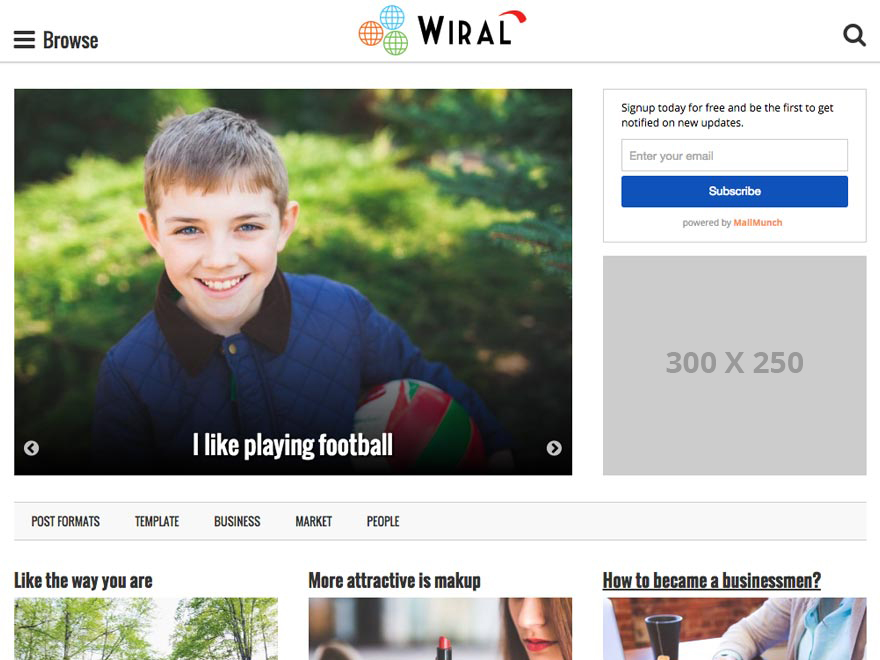 Browse
WIRAL
Signup today for free and be the first to get
notified on new updates.
Enter your email
Subscribe
powered by MailMunch
300 X 250
I like playing football
POST FORMATS
TEMPLATE
BUSINESS
MARKET
PEOPLE
Like the way you are
More attractive is makup
How to became a businessmen?